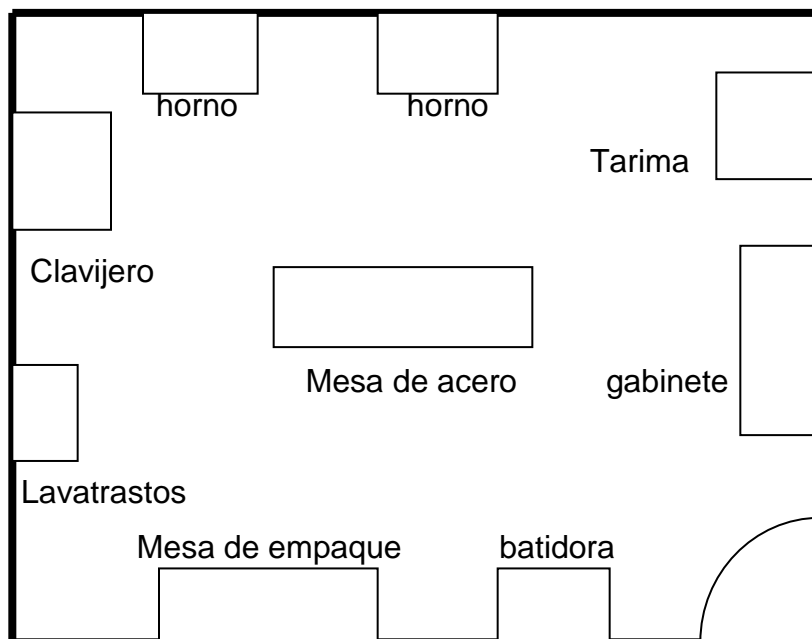 horno
horno
Tarima
Clavijero
Mesa de acero
gabinete
Lavatrastos
Mesa de empaque
batidora